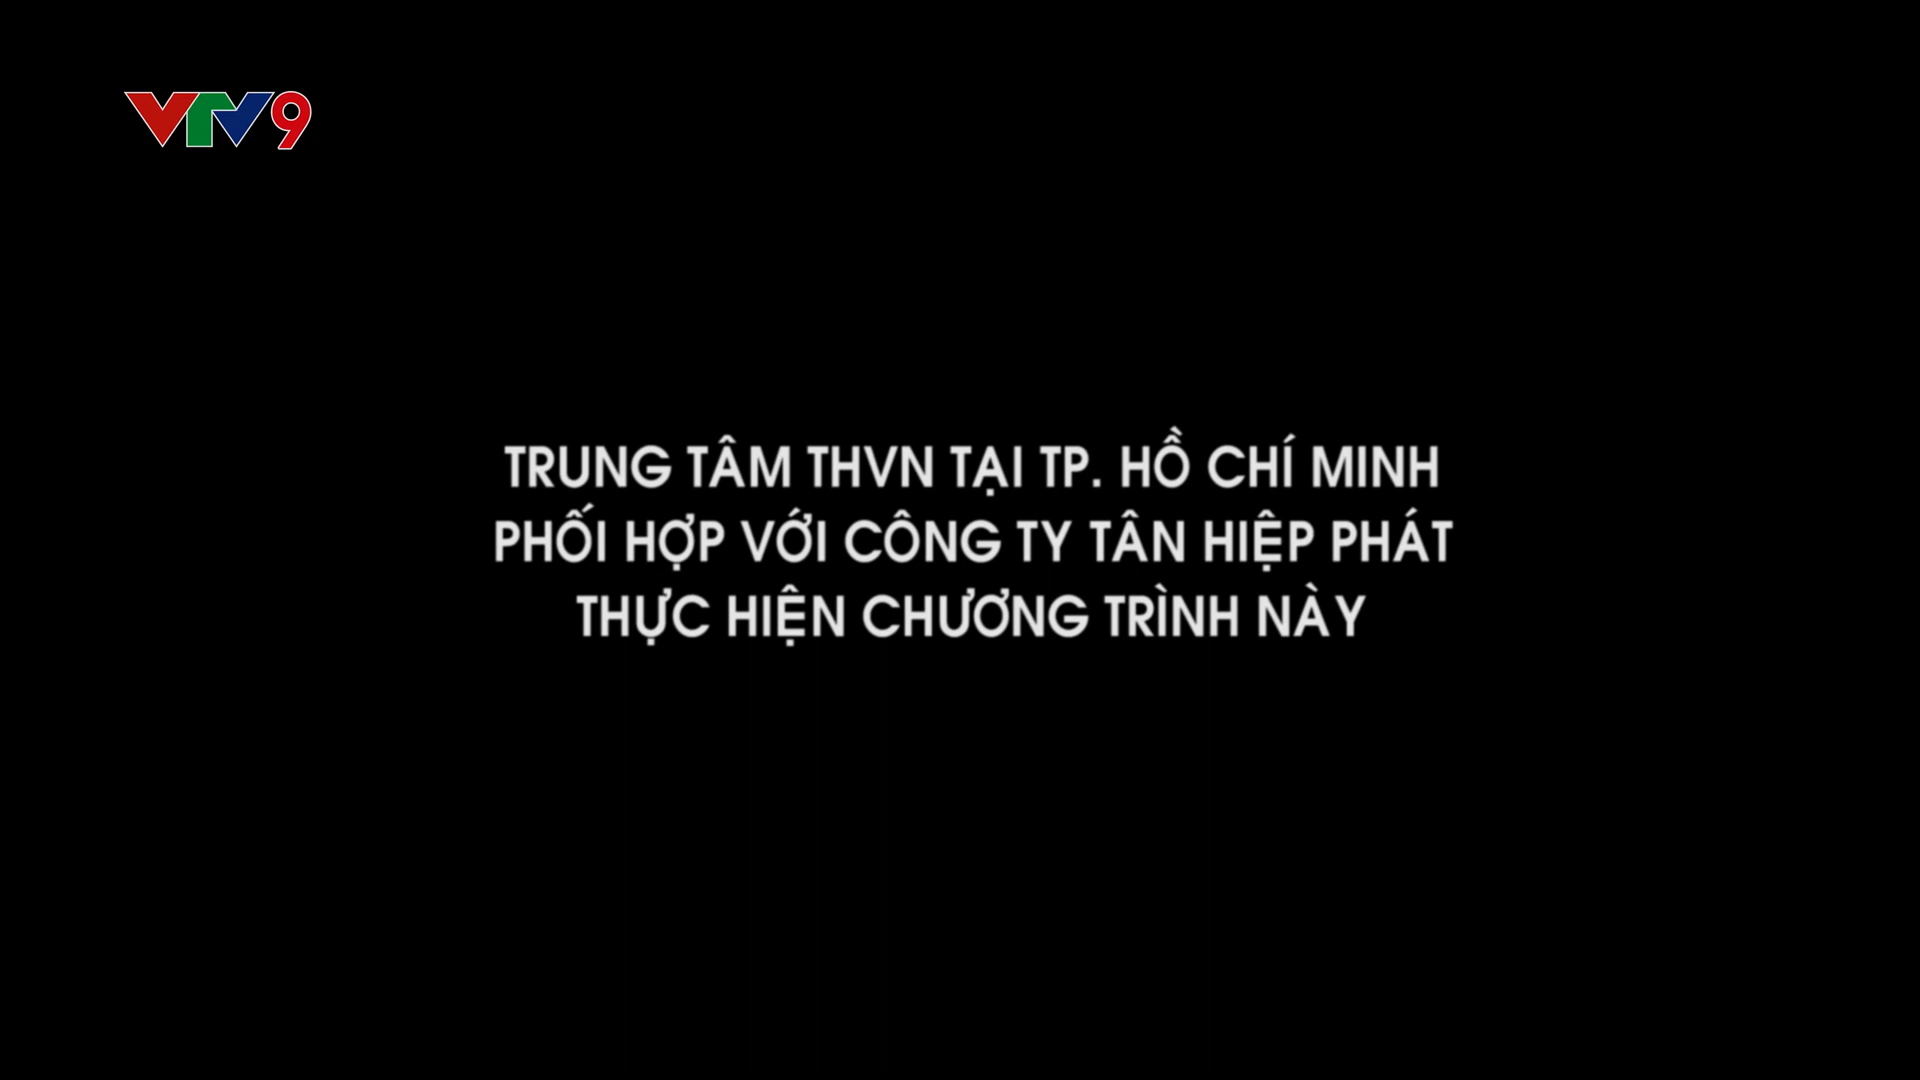 VTV9
TRUNG TÂM THVN TẠI TP. HỒ CHÍ MINH
PHỐI HỢP VỚI CÔNG TY TÂN HIỆP PHÁT
THỰC HIỆN CHƯƠNG TRÌNH NÀY